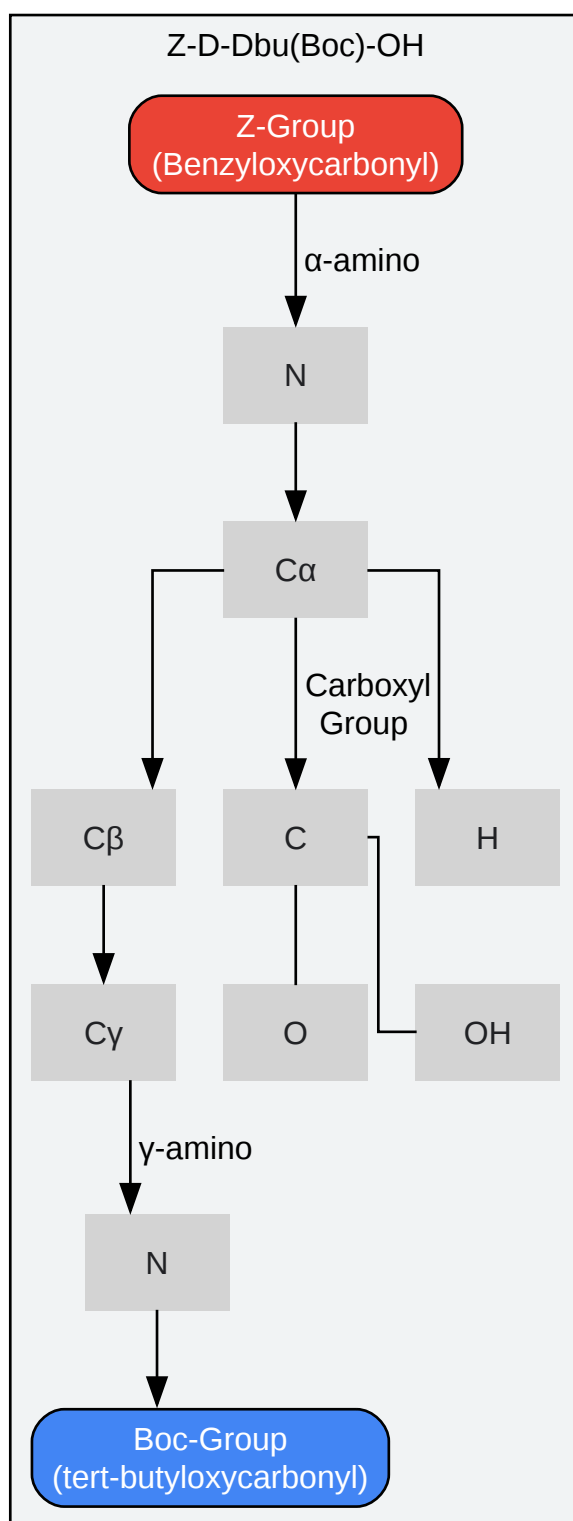 Z-D-Dbu(Boc)-OH
Z-Group
(Benzyloxycarbonyl)
α-amino
N
Cα
Carboxyl
Group
Cβ
C
H
Cγ
O
OH
γ-amino
N
Boc-Group
(tert-butyloxycarbonyl)